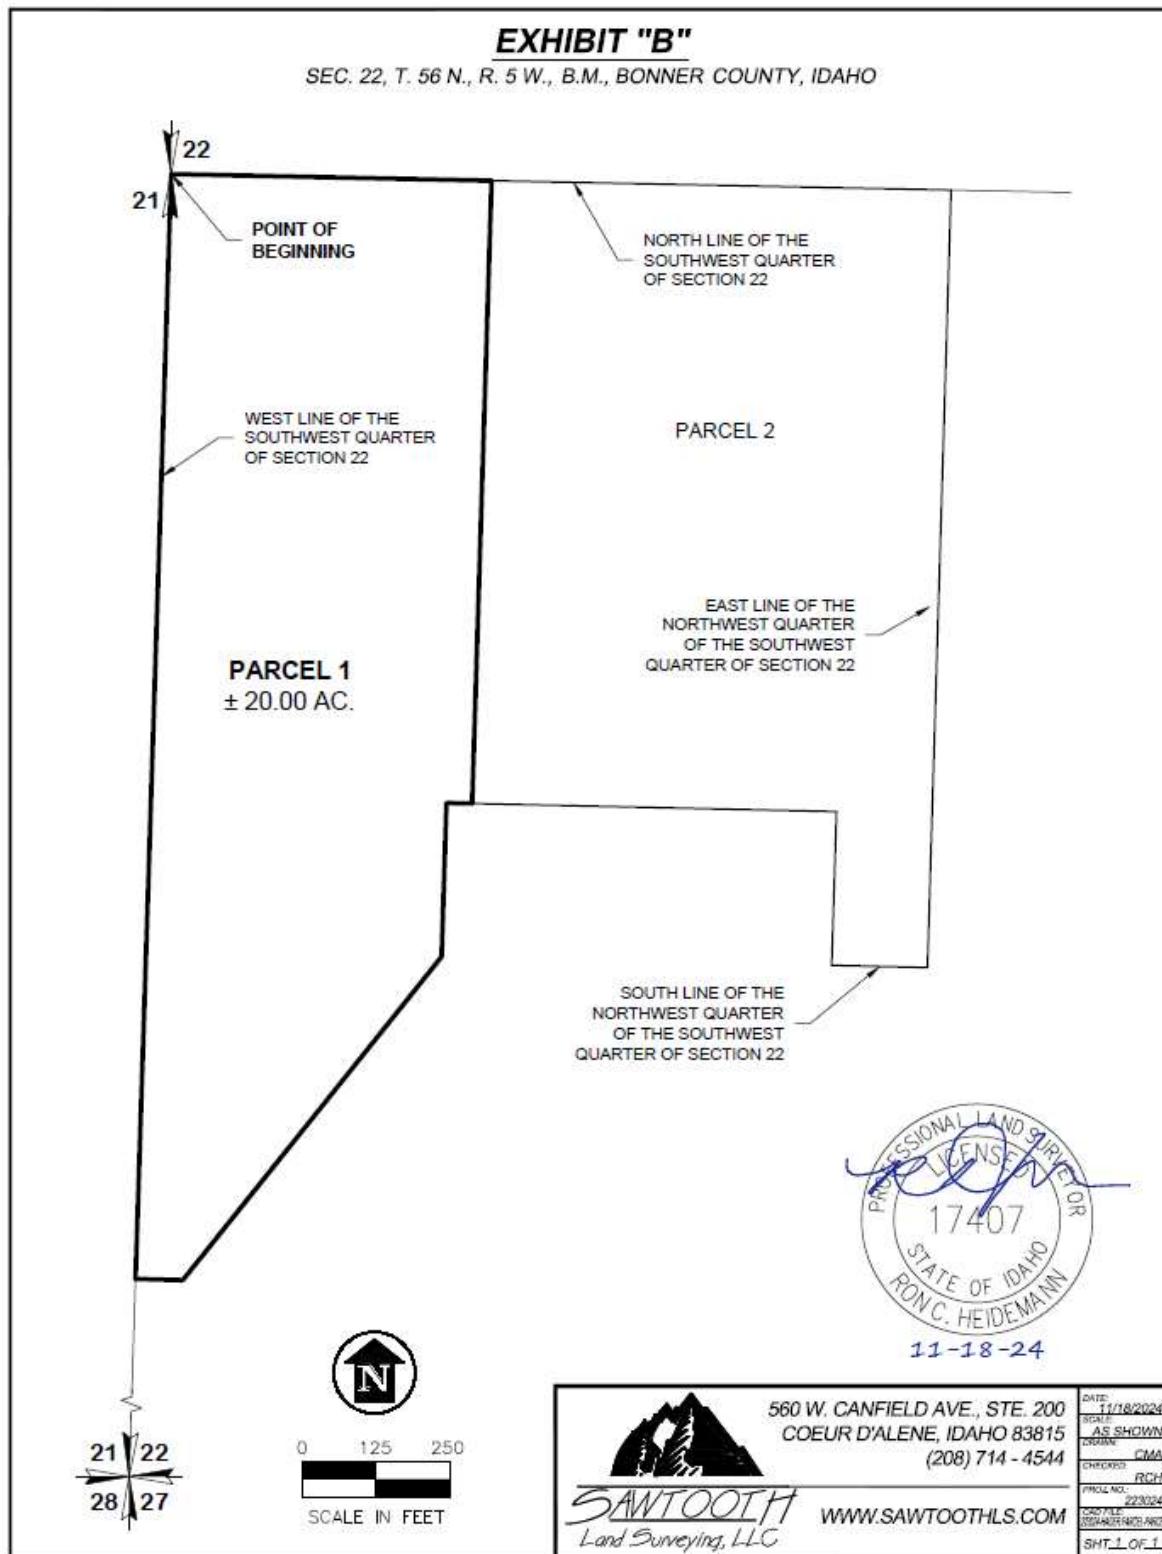 EXHIBIT "B"
SEC. 22, T. 56 N., R. 5 W., B.M., BONNER COUNTY, IDAHO
22
21
POINT OF
BEGINNING
NORTH LINE OF THE
SOUTHWEST QUARTER
OF SECTION 22
WEST LINE OF THE
SOUTHWEST QUARTER
OF SECTION 22
PARCEL 2
EAST LINE OF THE
NORTHWEST QUARTER
OF THE SOUTHWEST
QUARTER OF SECTION 22
PARCEL 1
± 20.00 AC.
SOUTH LINE OF THE
NORTHWEST QUARTER
OF THE SOUTHWEST
QUARTER OF SECTION 22
PROFESSIONAL LAND SURVEYOR
LICENSED
17407
STATE OF IDAHO
RON C. HEIDEMANN
11-18-24
N
21 22
28 27
0 125 250
SCALE IN FEET
SAWTOOTH
Land Surveying, LLC
560 W. CANFIELD AVE., STE. 200
COEUR D'ALENE, IDAHO 83815
(208) 714 - 4544
WWW.SAWTOOTHLS.COM
DATE:
11/18/2024
SCALE:
AS SHOWN
DRAWN:
CMA
CHECKED:
RCH
PROJ. NO.:
223024
CAD FILE:
SHT 1 OF 1